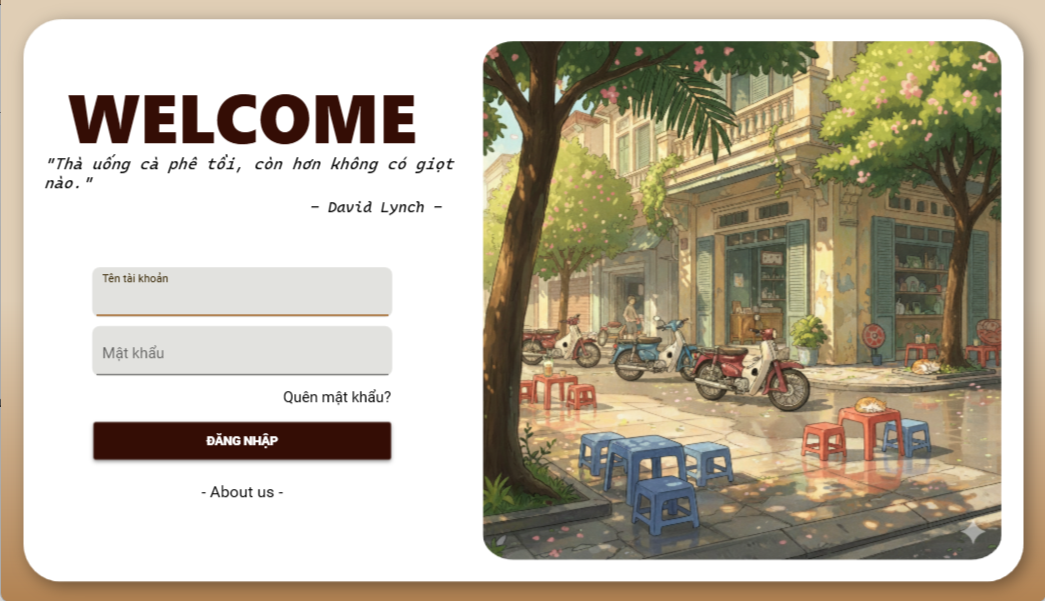 WELCOME
"Thà uống cà phê tồi, còn hơn không có giọt
nào."
- David Lynch -
Tên tài khoản
Mật khẩu
Quên mật khẩu?
ĐĂNG NHẬP
- About us -